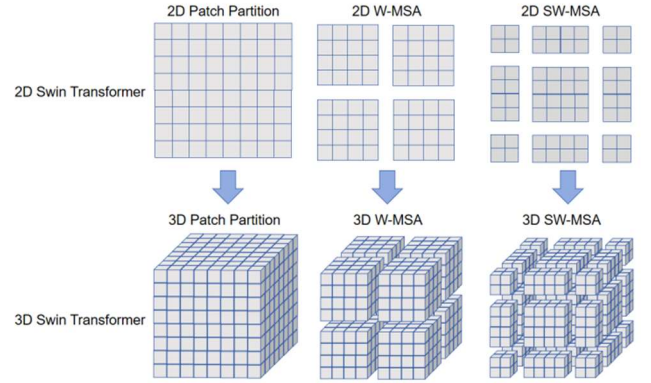 2D Patch Partition
2D W-MSA
2D SW-MSA
2D Swin Transformer
3D Patch Partition
3D W-MSA
3D SW-MSA
3D Swin Transformer